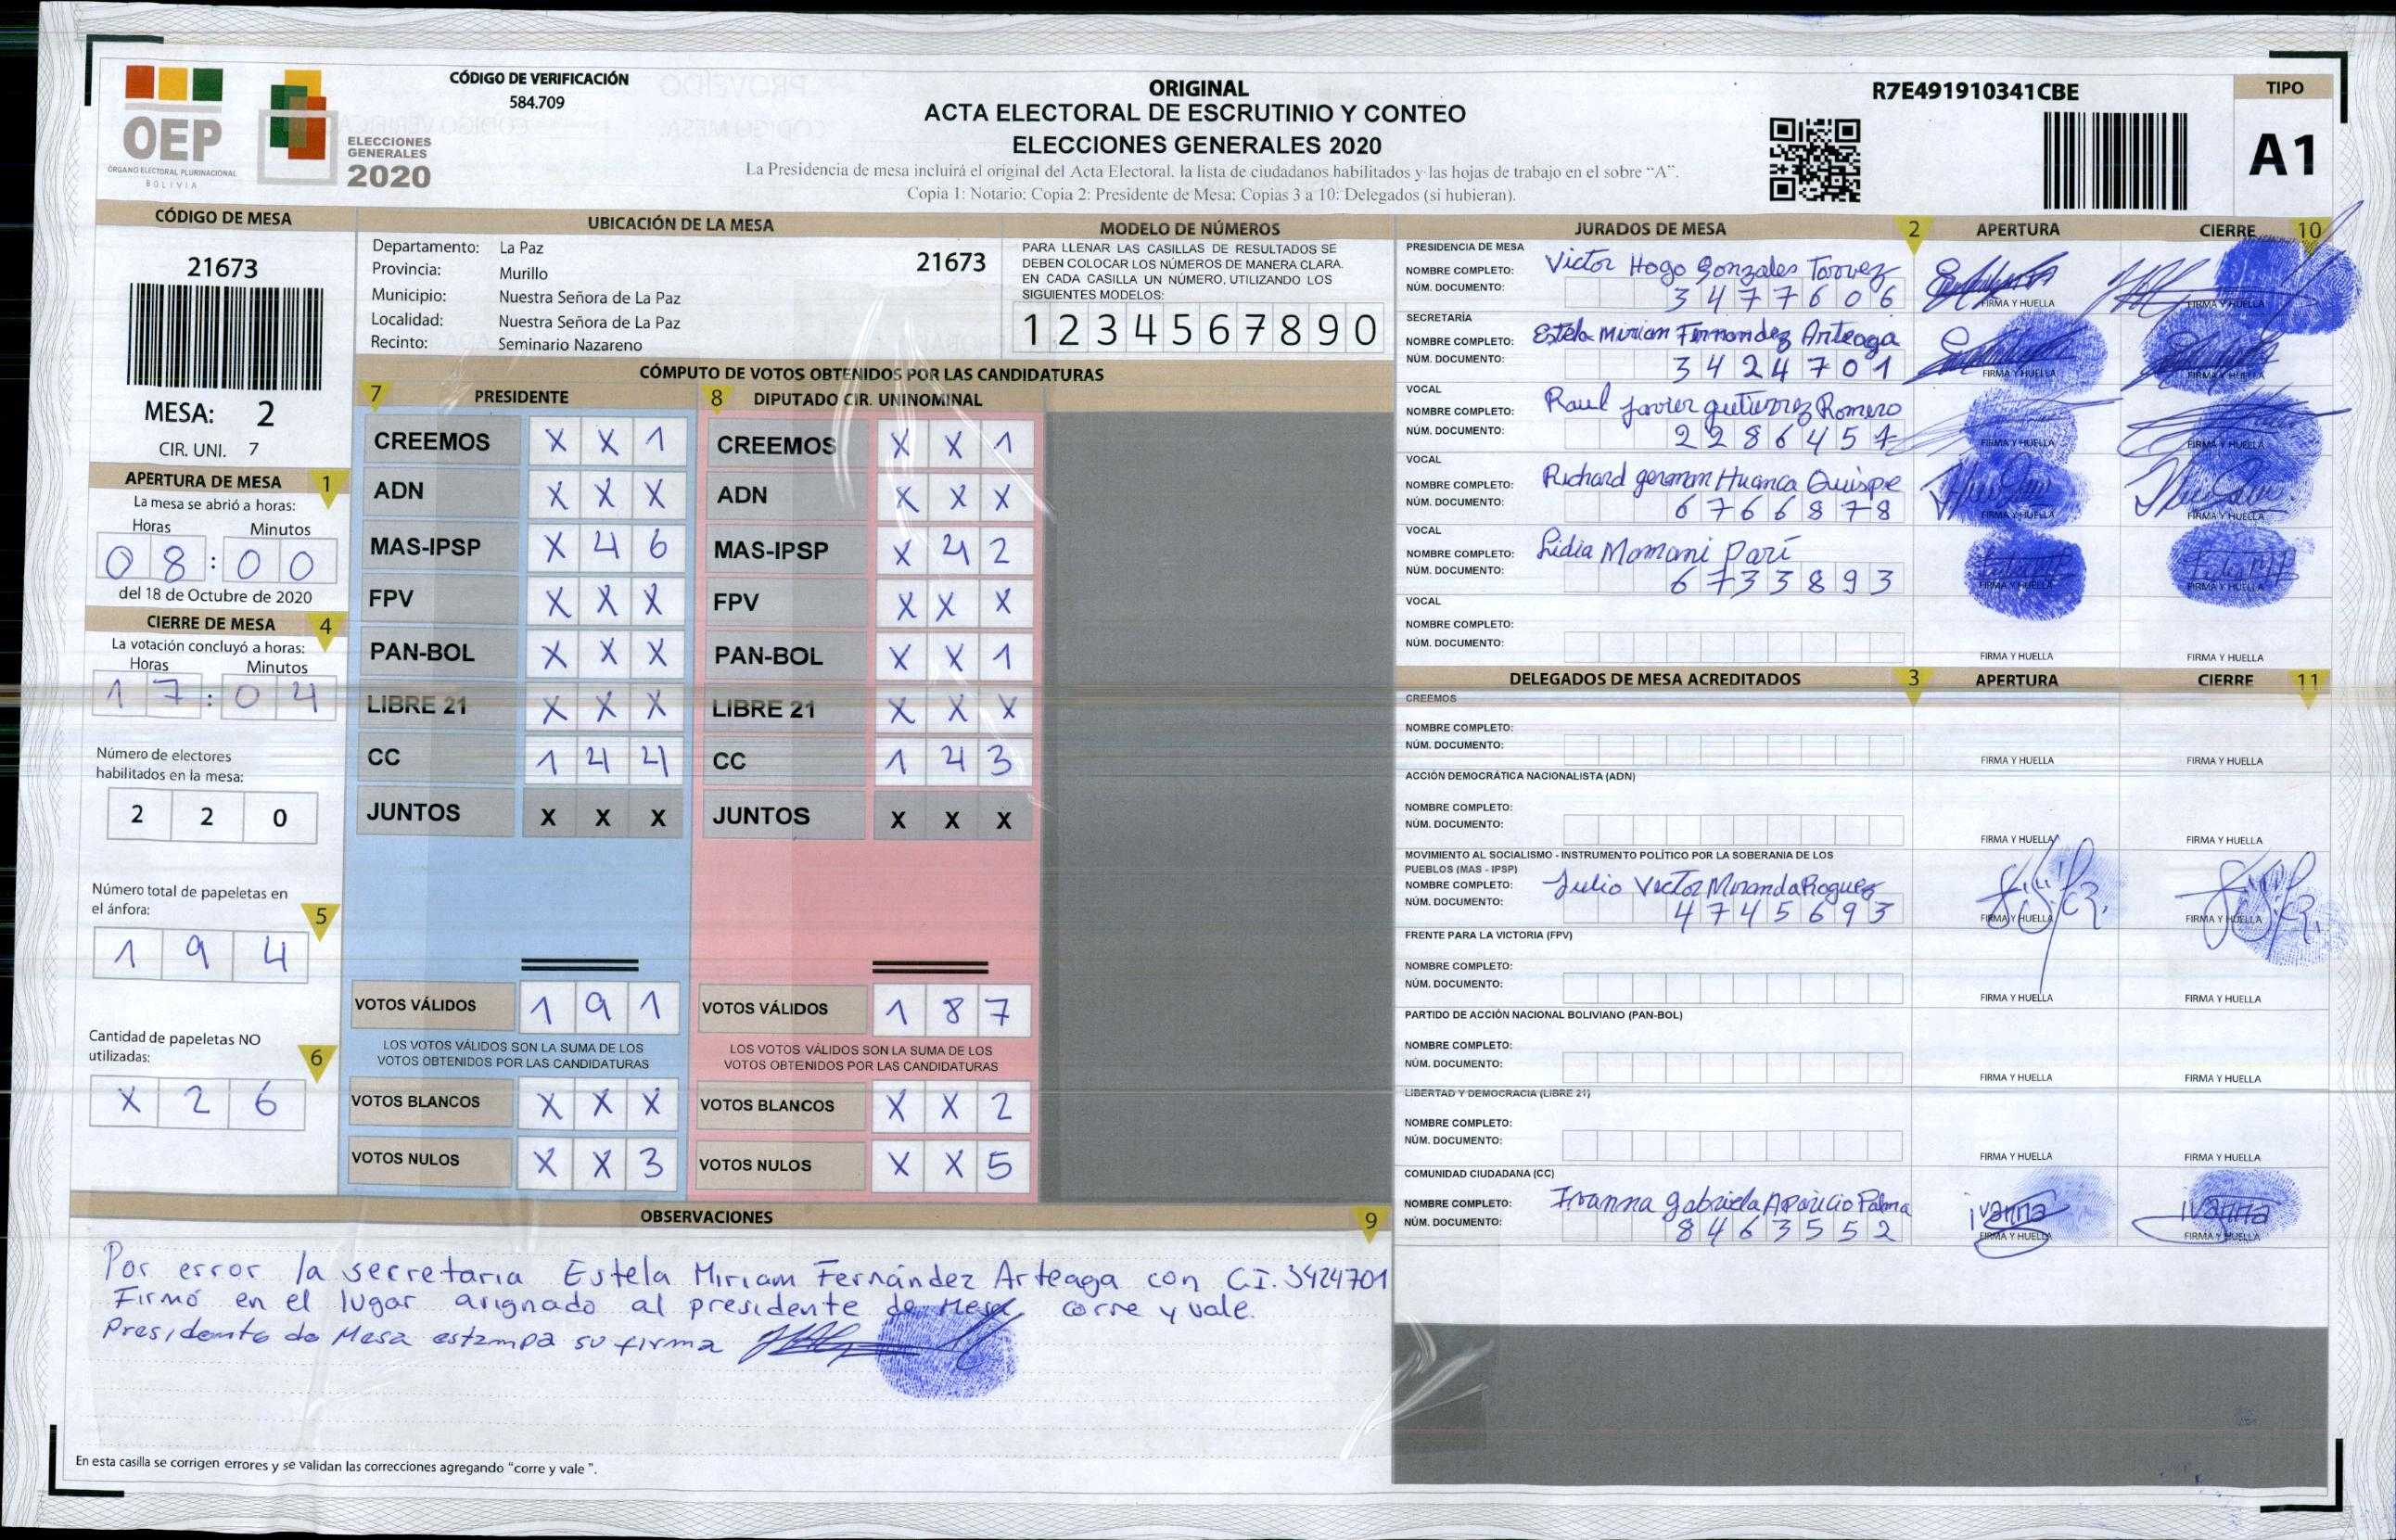 CÓDIGO DE VERIFICACIÓN
584.709
OEP
ÓRGANO ELECTORAL PLURINACIONAL
BOLIVIA
ELECCIONES
GENERALES
2020
ORIGINAL
ACTA ELECTORAL DE ESCRUTINIO Y CONTEO
ELECCIONES GENERALES 2020
La Presidencia de mesa incluirá el original del Acta Electoral, la lista de ciudadanos habilitados y las hojas de trabajo en el sobre “A”.
Copia 1: Notario; Copia 2: Presidente de Mesa; Copias 3 a 10: Delegados (si hubieran).
R7E491910341CBE
TIPO
A1
CÓDIGO DE MESA
21673
MESA: 2
CIR. UNI. 7
APERTURA DE MESA 1
La mesa se abrió a horas:
Horas Minutos
08:00
del 18 de Octubre de 2020
CIERRE DE MESA 4
La votación concluyó a horas:
Horas Minutos
17:04
Número de electores
habilitados en la mesa:
2 2 0
Número total de papeletas en
el ánfora: 5
1 9 4
Cantidad de papeletas NO
utilizadas: 6
X 2 6
UBICACIÓN DE LA MESA
Departamento: La Paz 21673
Provincia: Murillo
Municipio: Nuestra Señora de La Paz
Localidad: Nuestra Señora de La Paz
Recinto: Seminario Nazareno
MODELO DE NÚMEROS
PARA LLENAR LAS CASILLAS DE RESULTADOS SE
DEBEN COLOCAR LOS NÚMEROS DE MANERA CLARA.
EN CADA CASILLA UN NÚMERO, UTILIZANDO LOS
SIGUIENTES MODELOS:
1 2 3 4 5 6 7 8 9 0
CÓMPUTO DE VOTOS OBTENIDOS POR LAS CANDIDATURAS
7 PRESIDENTE
CREEMOS X X 1
ADN X X X
MAS-IPSP X 4 6
FPV X X X
PAN-BOL X X X
LIBRE 21 X X X
CC 1 4 4
JUNTOS X X X
VOTOS VÁLIDOS 1 9 1
LOS VOTOS VÁLIDOS SON LA SUMA DE LOS
VOTOS OBTENIDOS POR LAS CANDIDATURAS
VOTOS BLANCOS X X X
VOTOS NULOS X X 3
8 DIPUTADO CIR. UNINOMINAL
CREEMOS X X 1
ADN X X X
MAS-IPSP X 4 2
FPV X X X
PAN-BOL X X 1
LIBRE 21 X X X
CC 1 4 3
JUNTOS X X X
VOTOS VÁLIDOS 1 8 7
LOS VOTOS VÁLIDOS SON LA SUMA DE LOS
VOTOS OBTENIDOS POR LAS CANDIDATURAS
VOTOS BLANCOS X X 2
VOTOS NULOS X X 5
JURADOS DE MESA 2 APERTURA CIERRE 10
PRESIDENCIA DE MESA
NOMBRE COMPLETO: Victor Hogo Gonzales Torrez
NÚM. DOCUMENTO: 3477606
FIRMA Y HUELLA FIRMA Y HUELLA
SECRETARÍA
NOMBRE COMPLETO: Estela Miriam Fernandez Arteaga
NÚM. DOCUMENTO: 3424701
FIRMA Y HUELLA FIRMA Y HUELLA
VOCAL
NOMBRE COMPLETO: Raul Javier gutierrez Romero
NÚM. DOCUMENTO: 2286457
FIRMA Y HUELLA FIRMA Y HUELLA
VOCAL
NOMBRE COMPLETO: Richard german Huanca Quispe
NÚM. DOCUMENTO: 6766878
FIRMA Y HUELLA FIRMA Y HUELLA
VOCAL
NOMBRE COMPLETO: Lidia Mamani Parí
NÚM. DOCUMENTO: 6733893
FIRMA Y HUELLA FIRMA Y HUELLA
VOCAL
NOMBRE COMPLETO:
NÚM. DOCUMENTO:
FIRMA Y HUELLA FIRMA Y HUELLA
DELEGADOS DE MESA ACREDITADOS 3 APERTURA CIERRE 11
CREEMOS
NOMBRE COMPLETO:
NÚM. DOCUMENTO:
FIRMA Y HUELLA FIRMA Y HUELLA
ACCIÓN DEMOCRÁTICA NACIONALISTA (ADN)
NOMBRE COMPLETO:
NÚM. DOCUMENTO:
FIRMA Y HUELLA FIRMA Y HUELLA
MOVIMIENTO AL SOCIALISMO - INSTRUMENTO POLÍTICO POR LA SOBERANIA DE LOS
PUEBLOS (MAS - IPSP)
NOMBRE COMPLETO: Julio Victor Miranda Roguez
NÚM. DOCUMENTO: 4745693
FIRMA Y HUELLA FIRMA Y HUELLA
FRENTE PARA LA VICTORIA (FPV)
NOMBRE COMPLETO:
NÚM. DOCUMENTO:
FIRMA Y HUELLA FIRMA Y HUELLA
PARTIDO DE ACCIÓN NACIONAL BOLIVIANO (PAN-BOL)
NOMBRE COMPLETO:
NÚM. DOCUMENTO:
FIRMA Y HUELLA FIRMA Y HUELLA
LIBERTAD Y DEMOCRACIA (LIBRE 21)
NOMBRE COMPLETO:
NÚM. DOCUMENTO:
FIRMA Y HUELLA FIRMA Y HUELLA
COMUNIDAD CIUDADANA (CC)
NOMBRE COMPLETO: Ivanna gabriela Aparicio Palma
NÚM. DOCUMENTO: 8463552
ivanna ivanna
FIRMA Y HUELLA FIRMA Y HUELLA
OBSERVACIONES 9
Por error la secretaria Estela Miriam Fernández Arteaga con C.I. 3424701
Firmó en el lugar asignado al presidente de Mesa, corre y vale.
Presidente de Mesa estampa su firma
En esta casilla se corrigen errores y se validan las correcciones agregando “corre y vale ”.